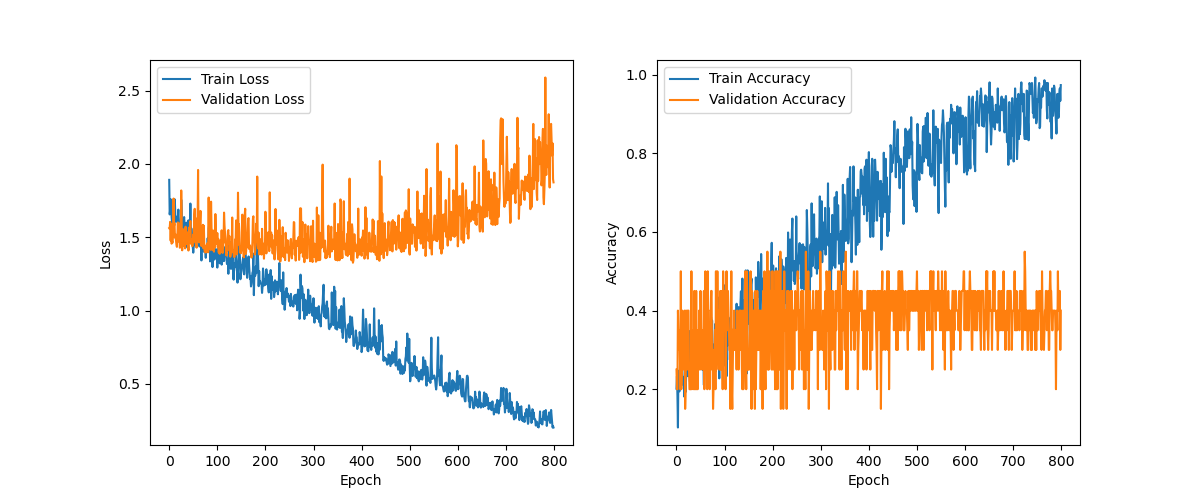 Train Loss
Validation Loss
2.5
2.0
1.5
1.0
0.5
Loss
0 100 200 300 400 500 600 700 800
Epoch
Train Accuracy
Validation Accuracy
1.0
0.8
0.6
0.4
0.2
Accuracy
0 100 200 300 400 500 600 700 800
Epoch